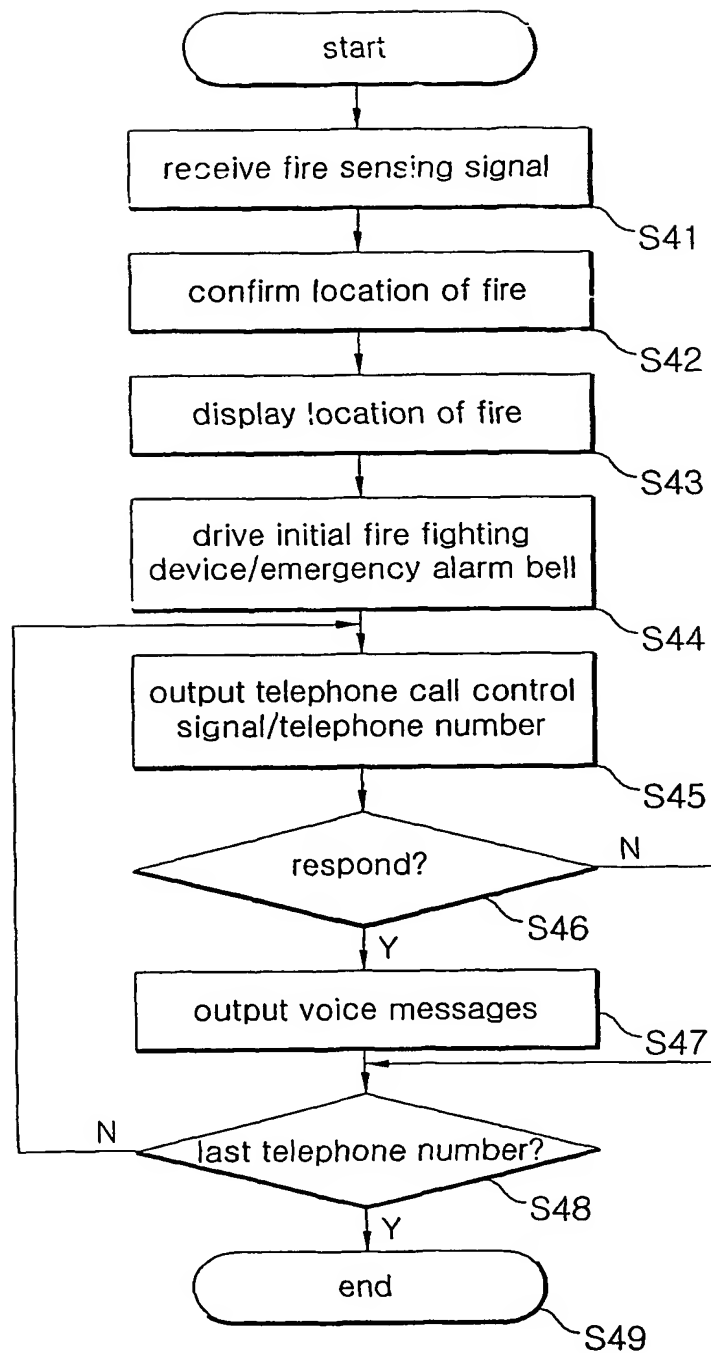 start
receive fire sensing signal
S41
confirm location of fire
S42
display location of fire
S43
drive initial fire fighting
device/emergency alarm bell
S44
output telephone call control
signal/telephone number
S45
respond?
N
S46
Y
output voice messages
S47
N
last telephone number?
S48
Y
end
S49